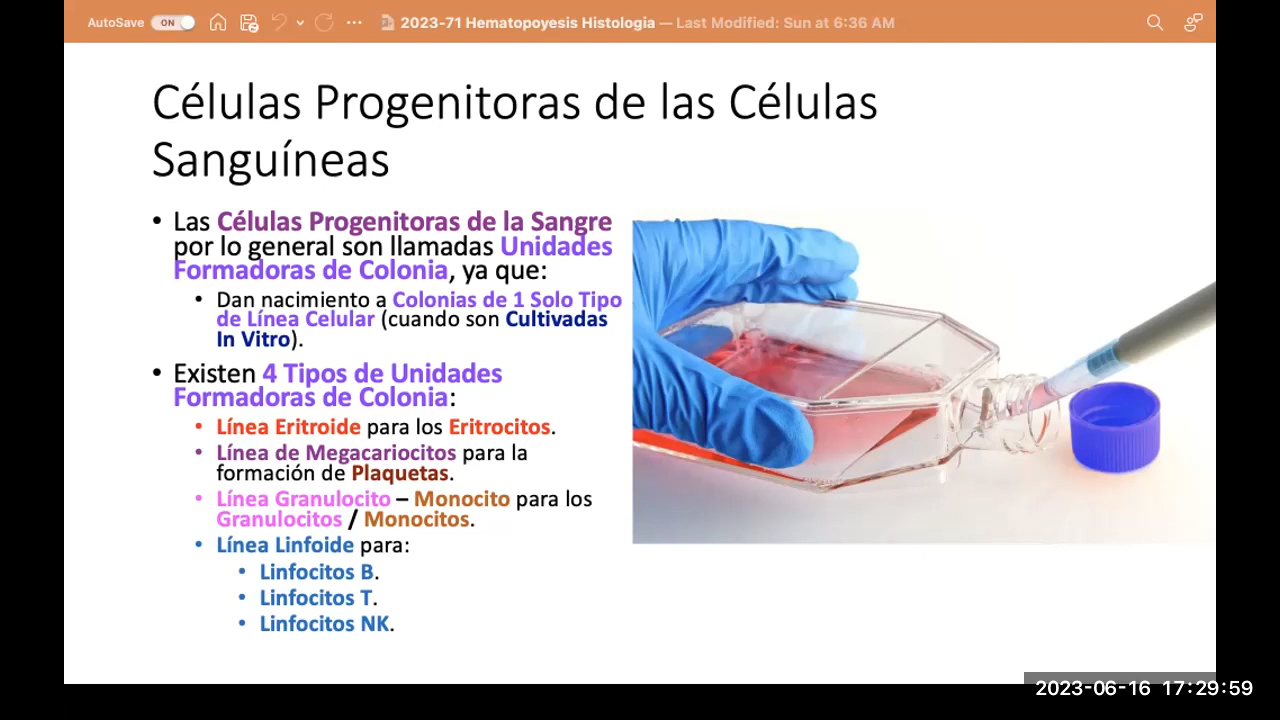 AutoSave ON 2023-71 Hematopoyesis Histologia — Last Modified: Sun at 6:36 AM
Células Progenitoras de las Células
Sanguíneas
• Las Células Progenitoras de la Sangre
por lo general son llamadas Unidades
Formadoras de Colonia, ya que:
• Dan nacimiento a Colonias de 1 Solo Tipo
de Línea Celular (cuando son Cultivadas
In Vitro).
• Existen 4 Tipos de Unidades
Formadoras de Colonia:
• Línea Eritroide para los Eritrocitos.
• Línea de Megacariocitos para la
formación de Plaquetas.
• Línea Granulocito – Monocito para los
Granulocitos / Monocitos.
• Línea Linfoide para:
• Linfocitos B.
• Linfocitos T.
• Linfocitos NK.
2023-06-16 17:29:59